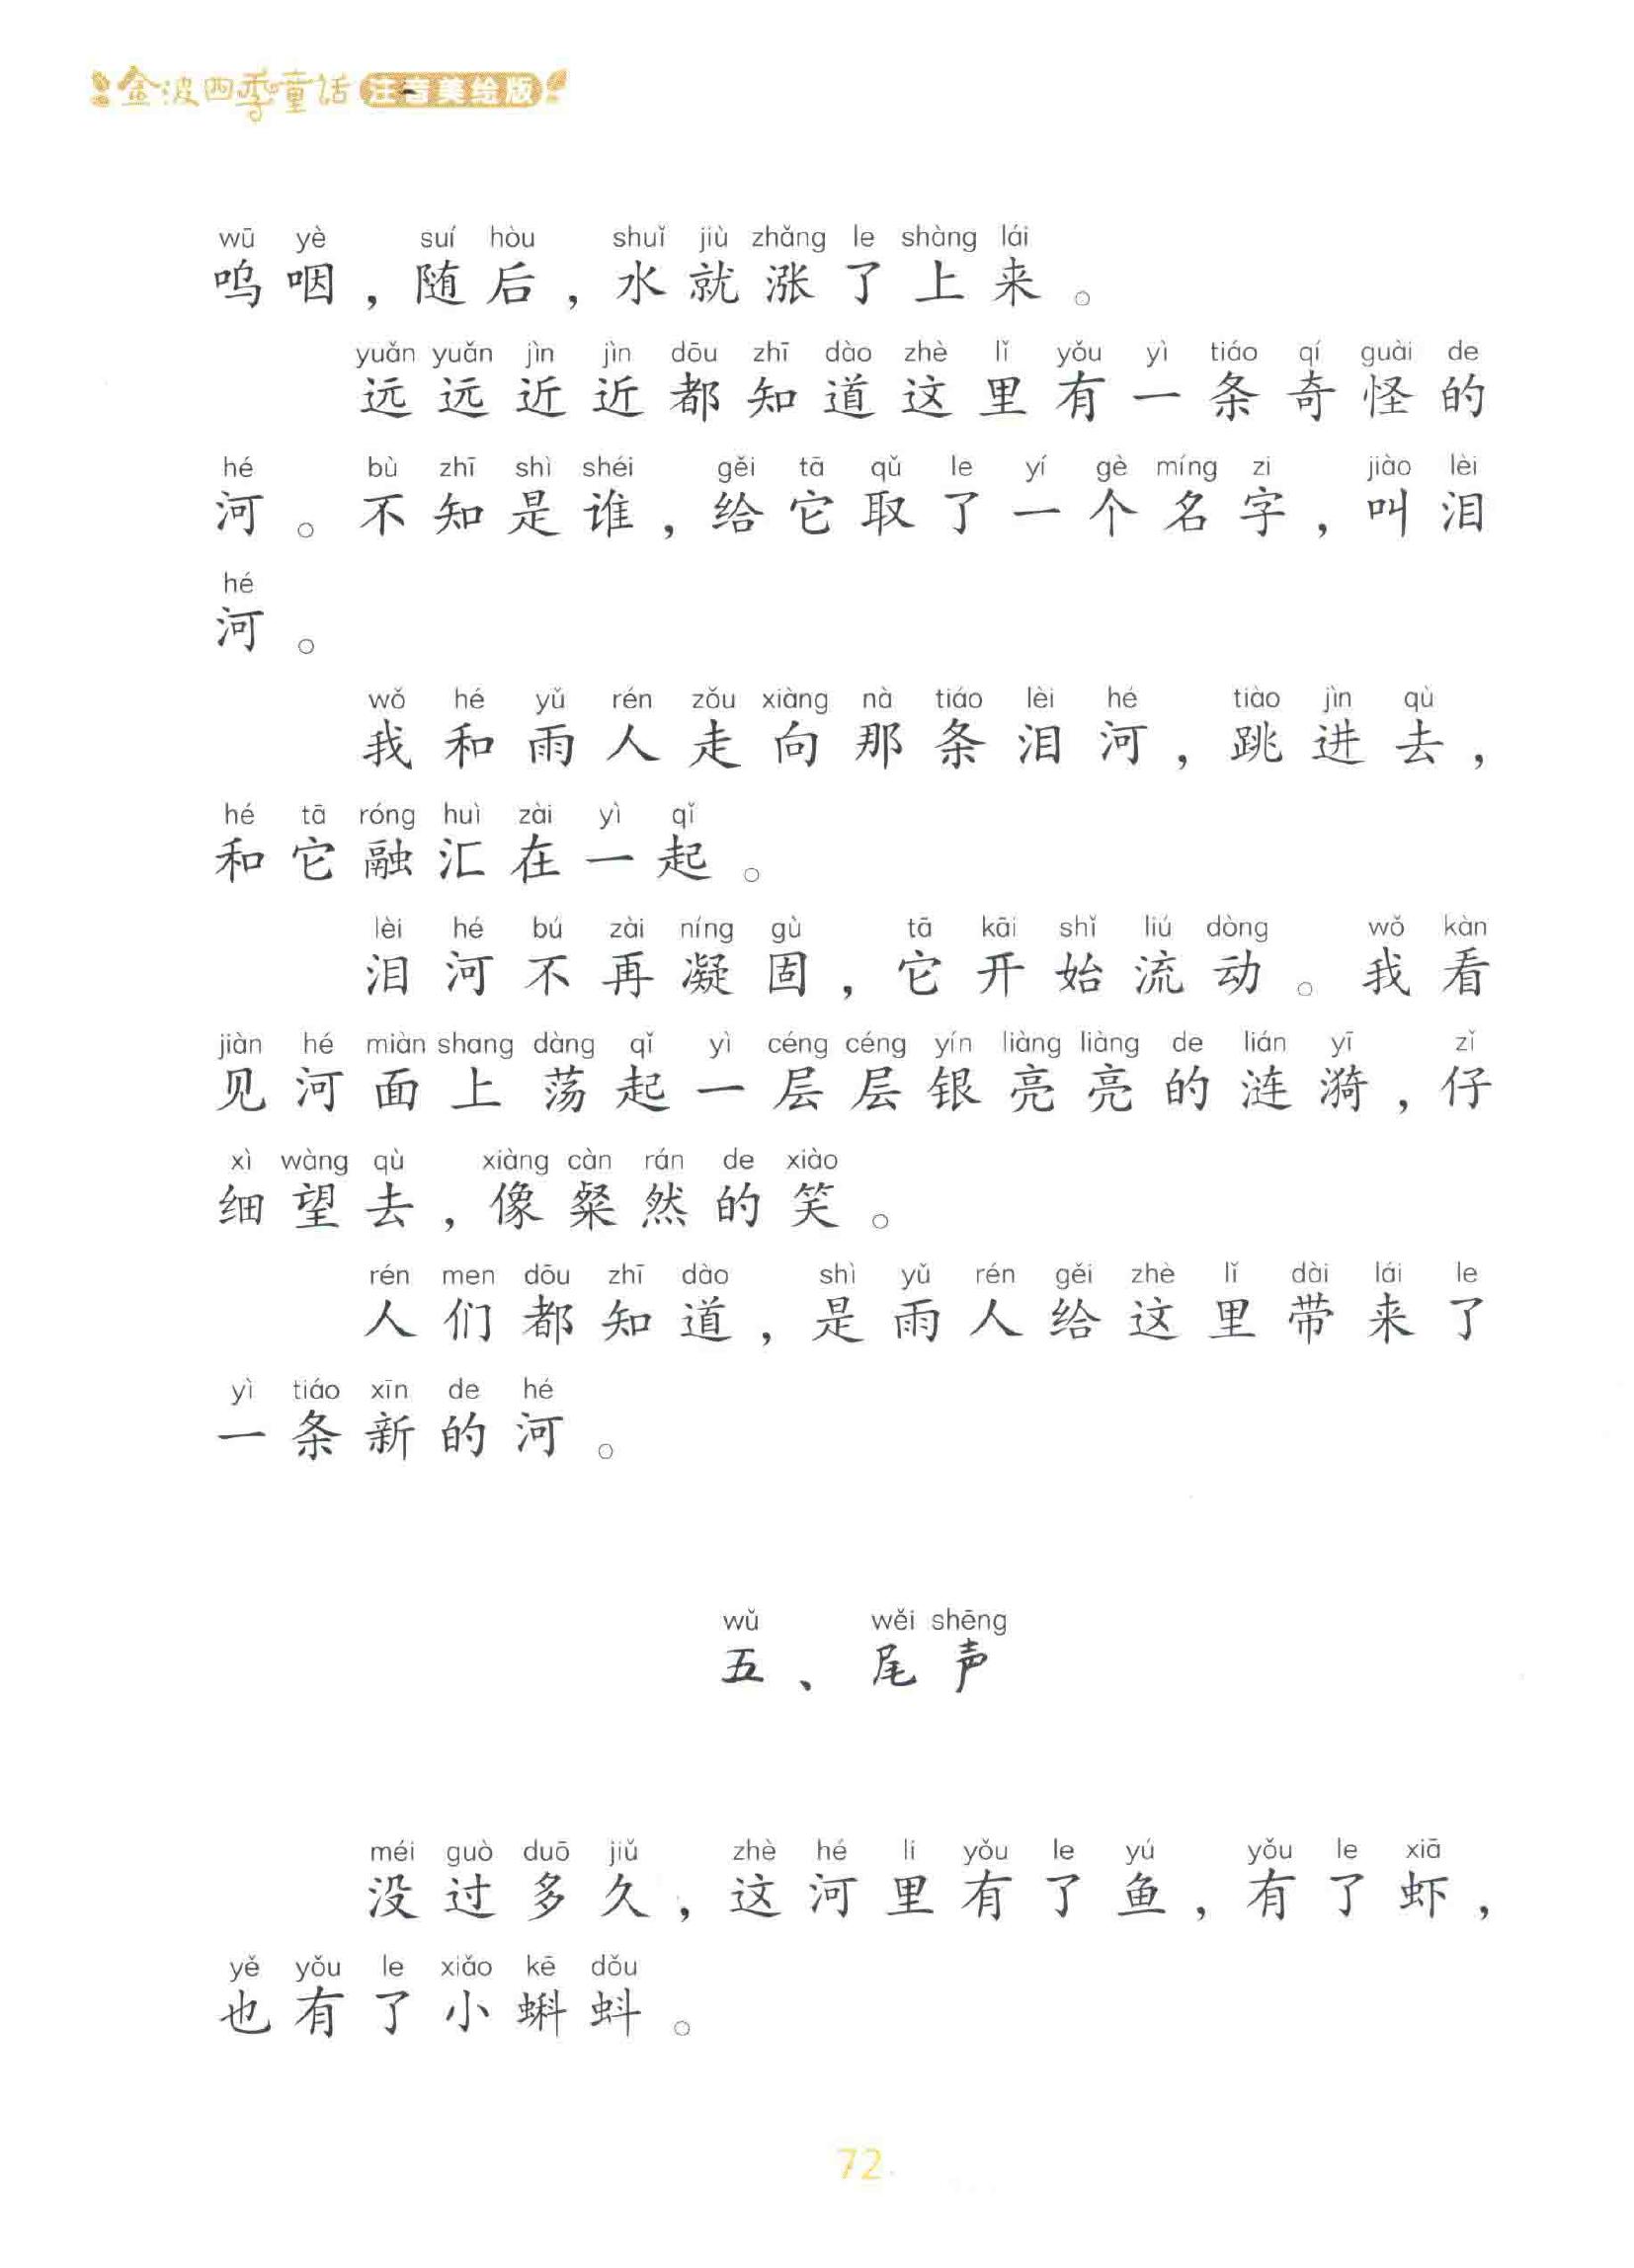 金波四季童话 注音美绘版
wū yè suí hòu shuǐ jiù zhǎng le shàng lái
呜咽，随后，水就涨了上来。
yuǎn yuǎn jìn jìn dōu zhī dào zhè lǐ yǒu yì tiáo qí guài de
远远近近都知道这里有一条奇怪的
hé bù zhī shì shéi gěi tā qǔ le yí gè míng zi jiào lèi
河。不知是谁，给它取了一个名字，叫泪
hé
河。
wǒ hé yǔ rén zǒu xiàng nà tiáo lèi hé tiào jìn qù
我和雨人走向那条泪河，跳进去，
hé tā róng huì zài yì qǐ
和它融汇在一起。
lèi hé bú zài níng gù tā kāi shǐ liú dòng wǒ kàn
泪河不再凝固，它开始流动。我看
jiàn hé miàn shang dàng qǐ yì céng céng yín liàng liàng de lián yī zǐ
见河面上荡起一层层银亮亮的涟漪，仔
xì wàng qù xiàng càn rán de xiào
细望去，像粲然的笑。
rén men dōu zhī dào shì yǔ rén gěi zhè lǐ dài lái le
人们都知道，是雨人给这里带来了
yì tiáo xīn de hé
一条新的河。
wǔ wěi shēng
五、尾声
méi guò duō jiǔ zhè hé li yǒu le yú yǒu le xiā
没过多久，这河里有了鱼，有了虾，
yě yǒu le xiǎo kē dǒu
也有了小蝌蚪。
72